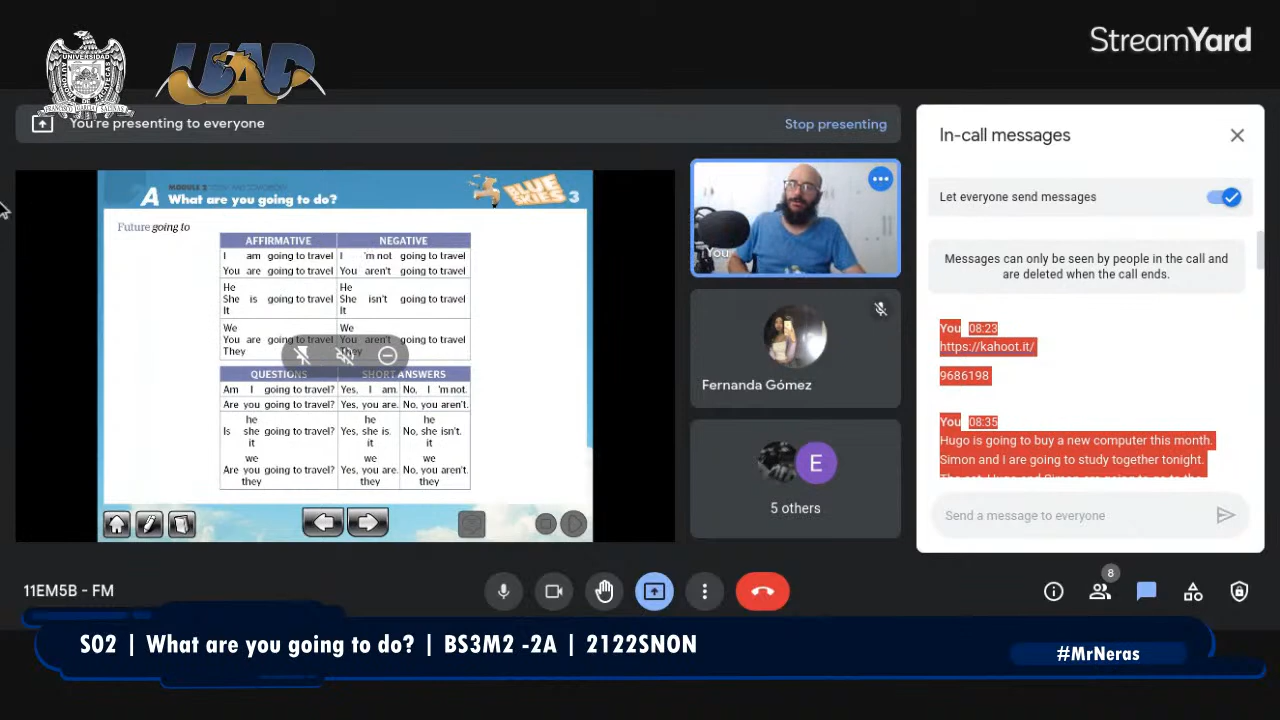 StreamYard
UNIVERSIDAD
AUTONOMA DE ZACATECAS
UAP
You're presenting to everyone
Stop presenting
A
MODULE 2
What are you going to do?
BLUE
SKIES 3
Future going to
AFFIRMATIVE NEGATIVE
I am going to travel I 'm not going to travel
You are going to travel You aren't going to travel
He He
She is going to travel She isn't going to travel
It It
We We
You are going to travel You aren't going to travel
They They
QUESTIONS SHORT ANSWERS
Am I going to travel? Yes, I am. No, I 'm not.
Are you going to travel? Yes, you are. No, you aren't.
he he he
Is she going to travel? Yes, she is. No, she isn't.
it it it
we we we
Are you going to travel? Yes, you are. No, you aren't.
they they they
You
Fernanda Gómez
E
5 others
In-call messages
Let everyone send messages
Messages can only be seen by people in the call and
are deleted when the call ends.
You 08:23
https://kahoot.it/
9686198
You 08:35
Hugo is going to buy a new computer this month.
Simon and I are going to study together tonight.
Send a message to everyone
11EM5B - FM
8
S02 | What are you going to do? | BS3M2 -2A | 2122SNON
#MrNeras